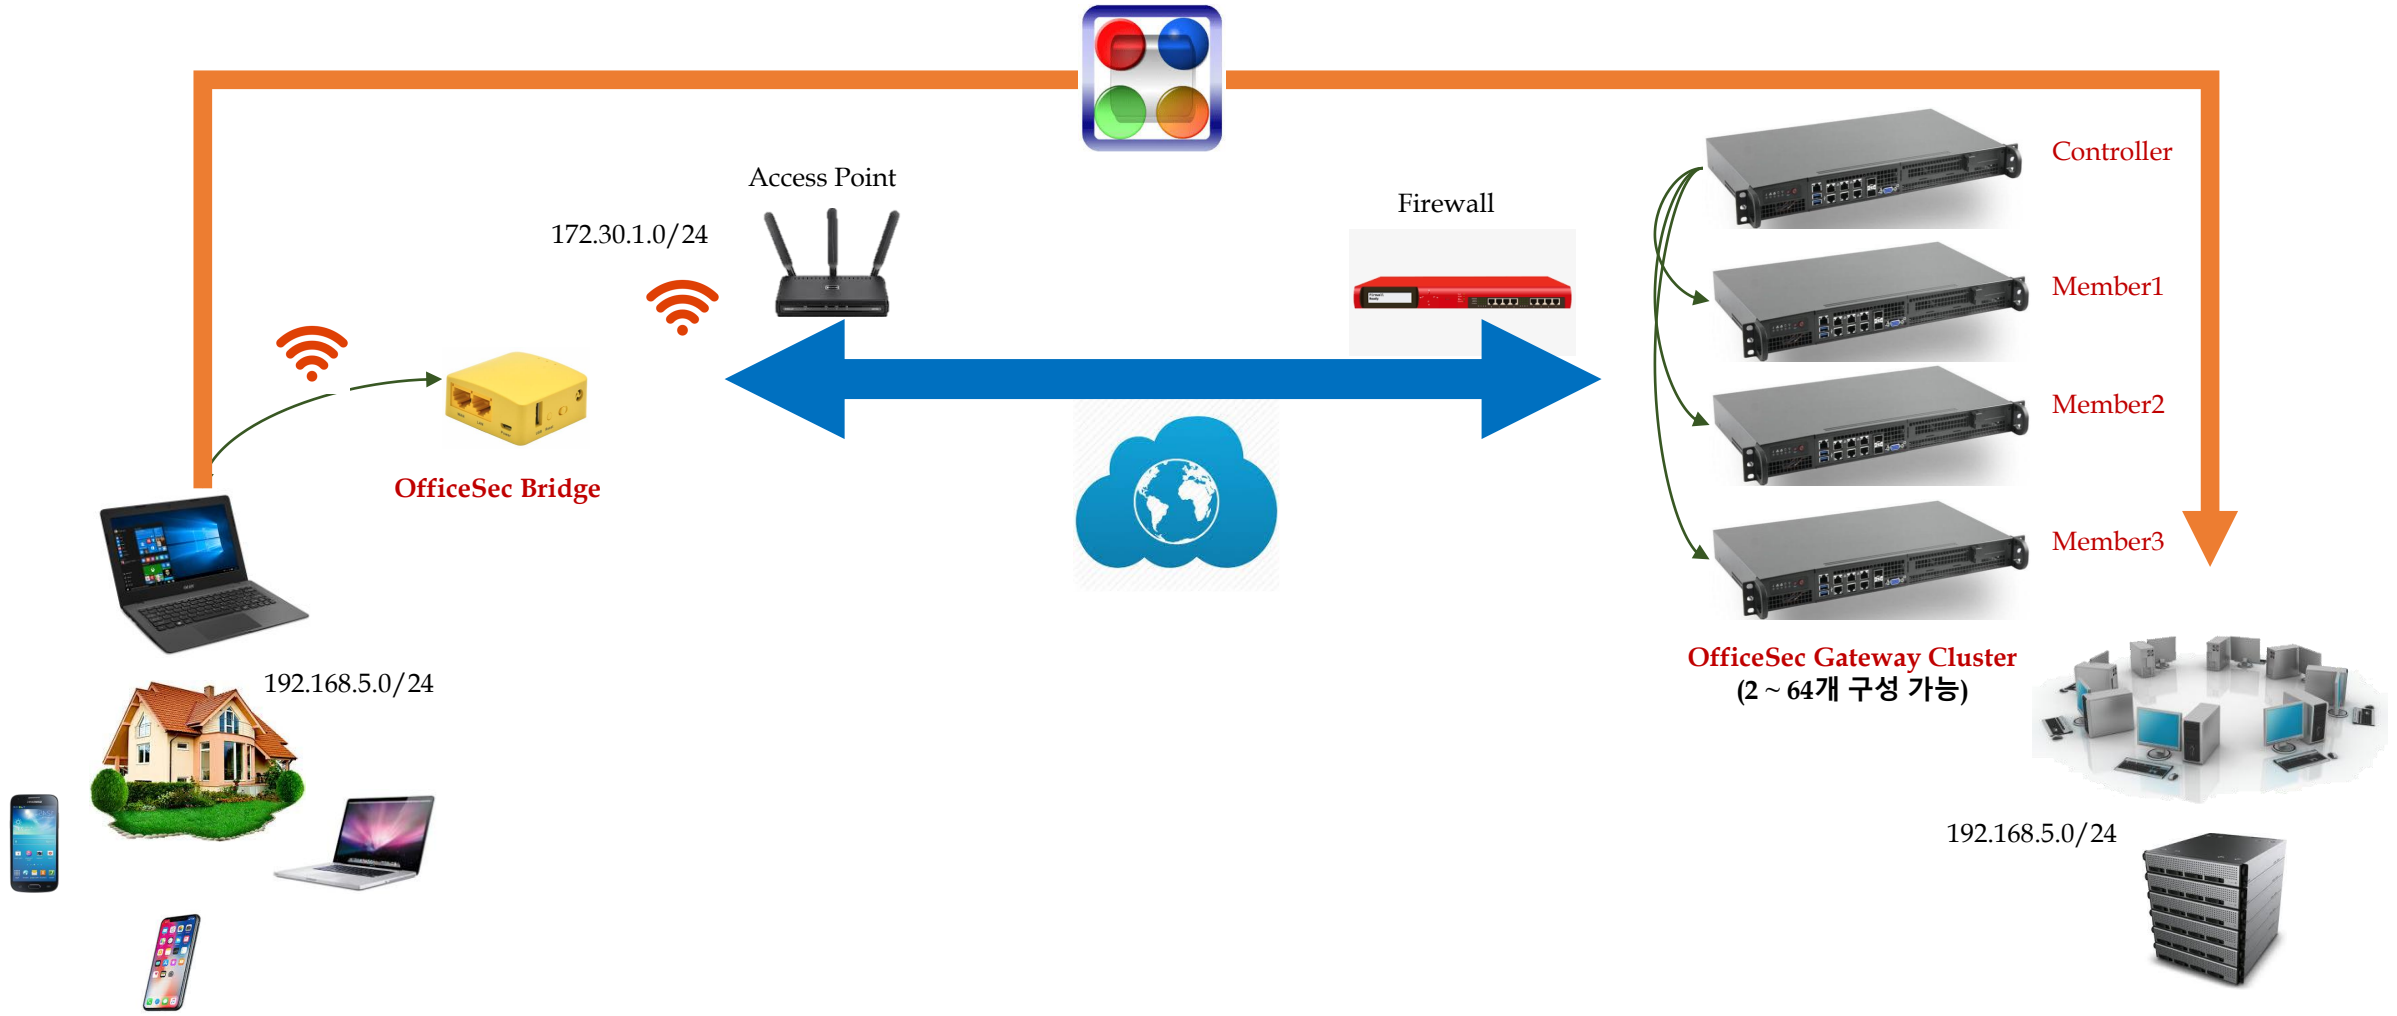 Access Point
172.30.1.0/24
Firewall
Controller
Member1
Member2
Member3
OfficeSec Bridge
192.168.5.0/24
OfficeSec Gateway Cluster
(2 ~ 64개 구성 가능)
192.168.5.0/24